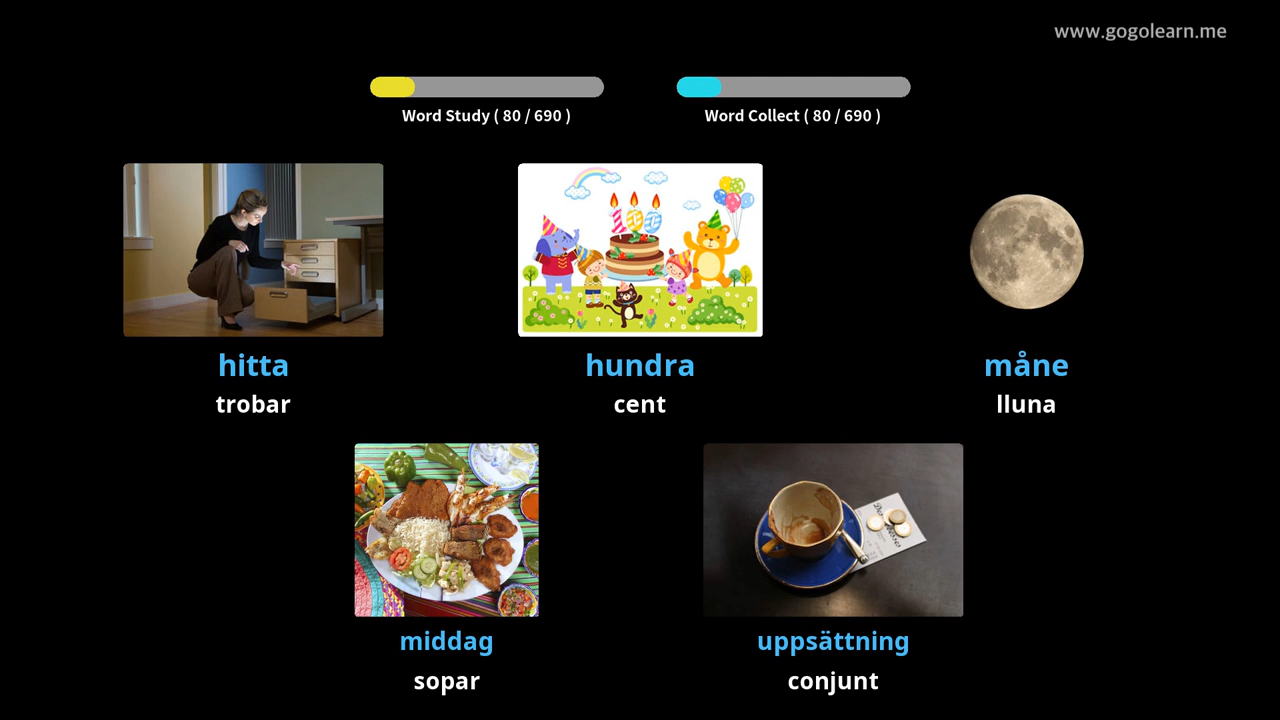 www.gogolearn.me
Word Study ( 80 / 690 )
Word Collect ( 80 / 690 )
100
hitta
trobar
hundra
cent
måne
lluna
middag
sopar
uppsättning
conjunt